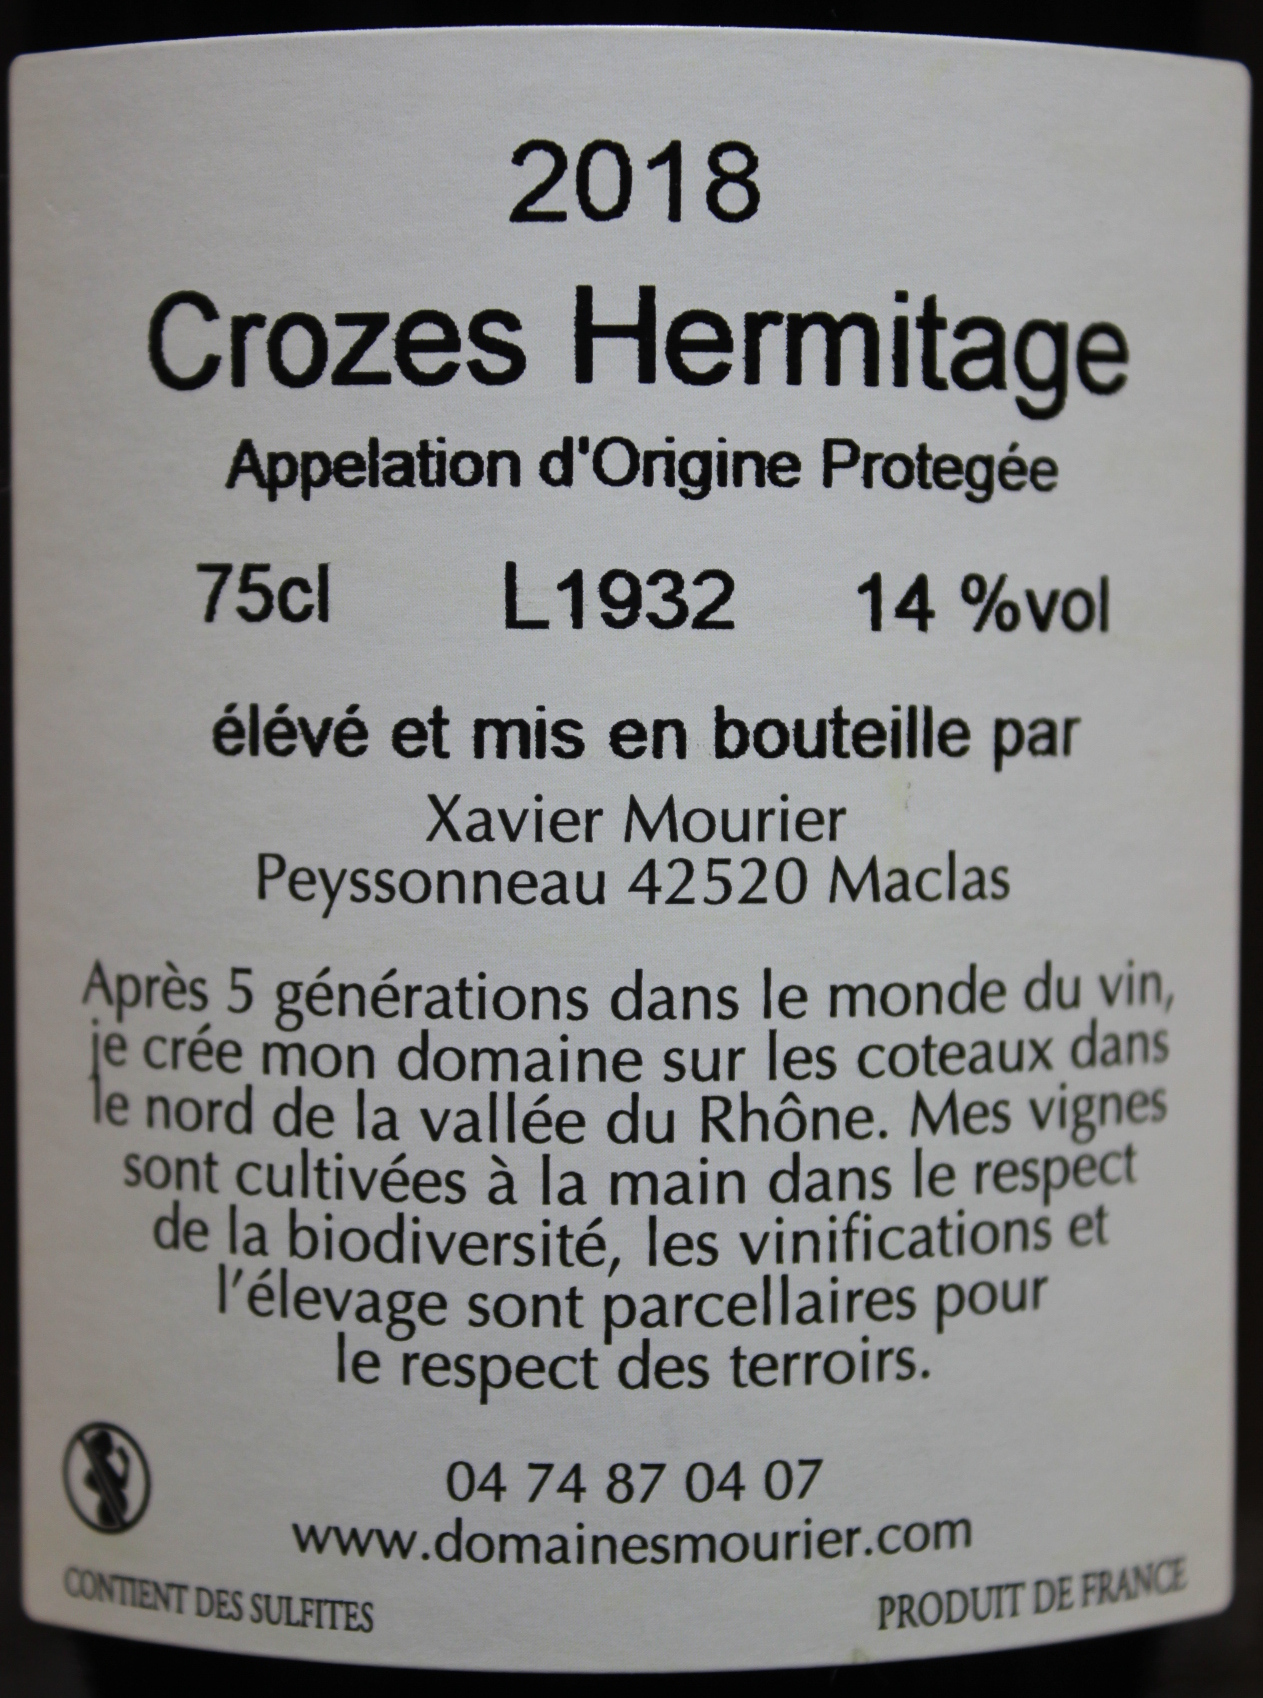 2018
Crozes Hermitage
Appelation d'Origine Protegée
75cl L1932 14 %vol
élévé et mis en bouteille par
Xavier Mourier
Peyssonneau 42520 Maclas
Après 5 générations dans le monde du vin,
je crée mon domaine sur les coteaux dans
le nord de la vallée du Rhône. Mes vignes
sont cultivées à la main dans le respect
de la biodiversité, les vinifications et
l'élevage sont parcellaires pour
le respect des terroirs.
04 74 87 04 07
www.domainesmourier.com
CONTIENT DES SULFITES PRODUIT DE FRANCE